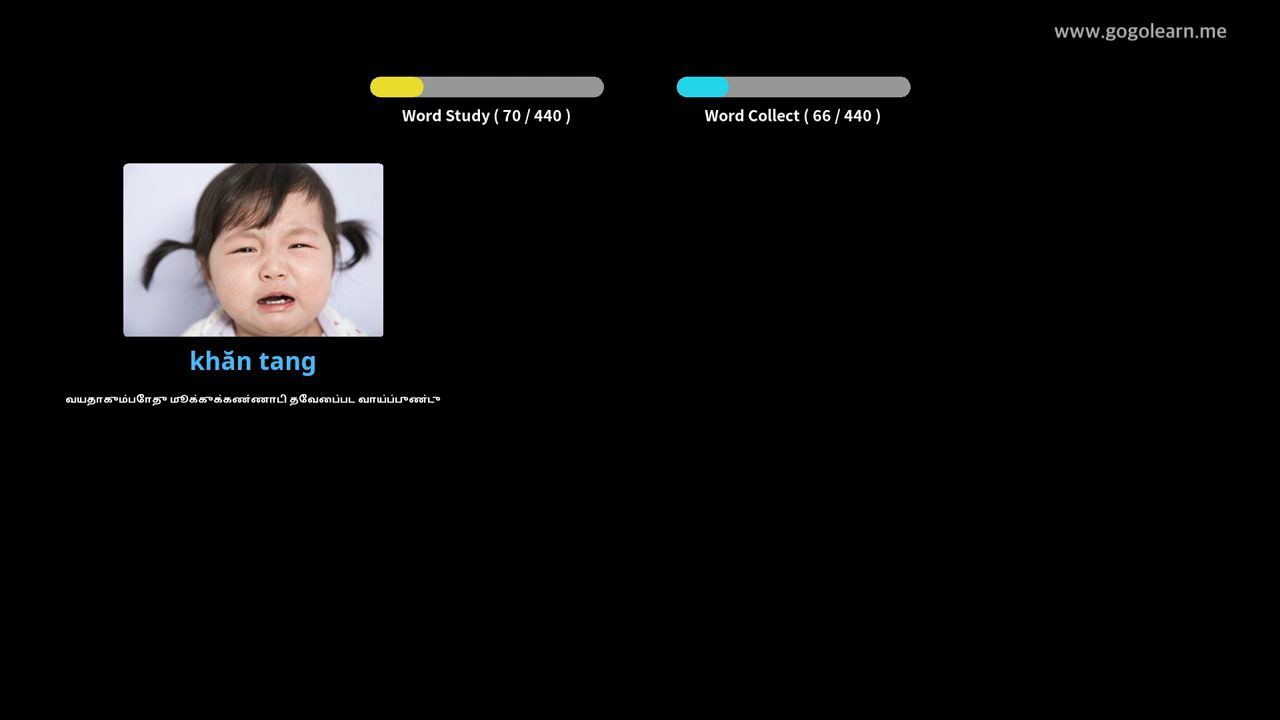 www.gogolearn.me
Word Study ( 70 / 440 )
Word Collect ( 66 / 440 )
khăn tang
வயதாகும்போது மூக்குக்கண்ணாடி தேவைப்பட வாய்ப்புண்டு